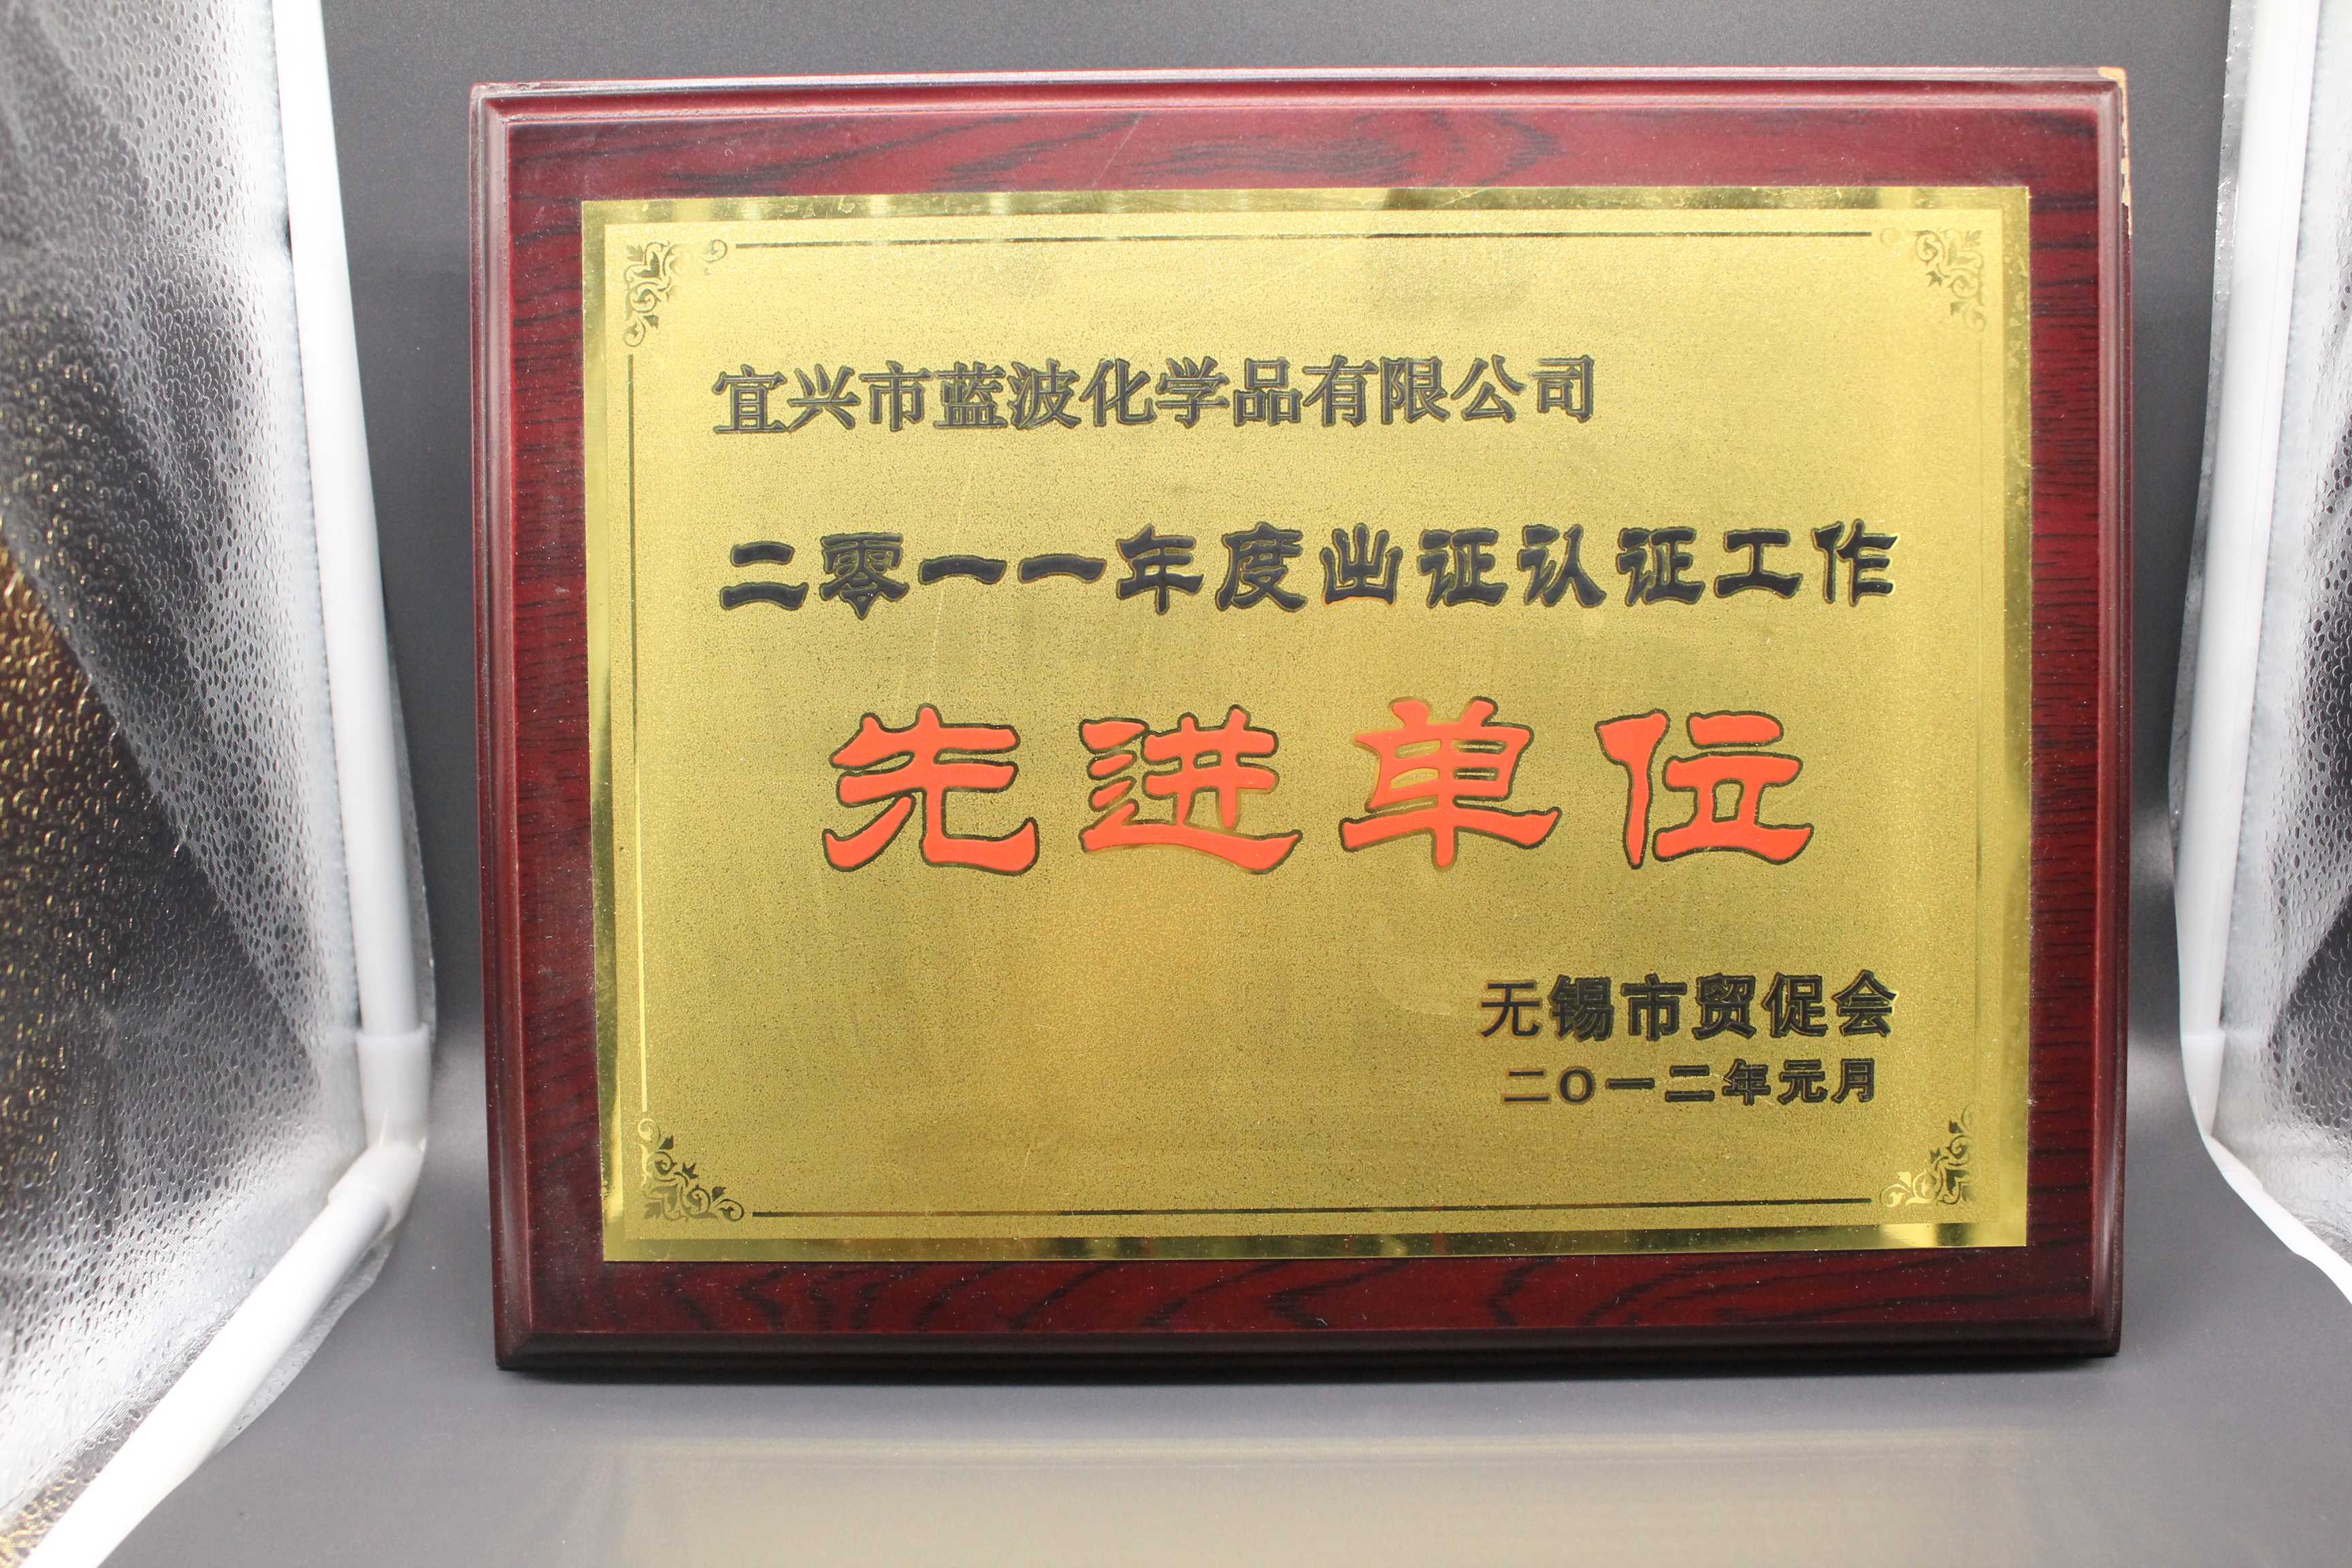 宜兴市蓝波化学品有限公司
二零一一年度出证认证工作
先进单位
无锡市贸促会
二〇一二年元月